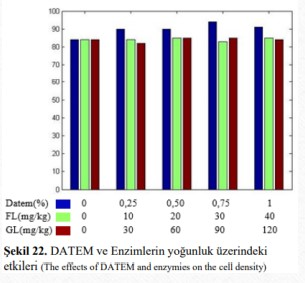 100
90
80
70
60
50
40
30
20
10
0
Datem(%) 0 0,25 0,50 0,75 1
FL(mg/kg) 0 10 20 30 40
GL(mg/kg) 0 30 60 90 120
Şekil 22. DATEM ve Enzimlerin yoğunluk üzerindeki
etkileri (The effects of DATEM and enzymies on the cell density)